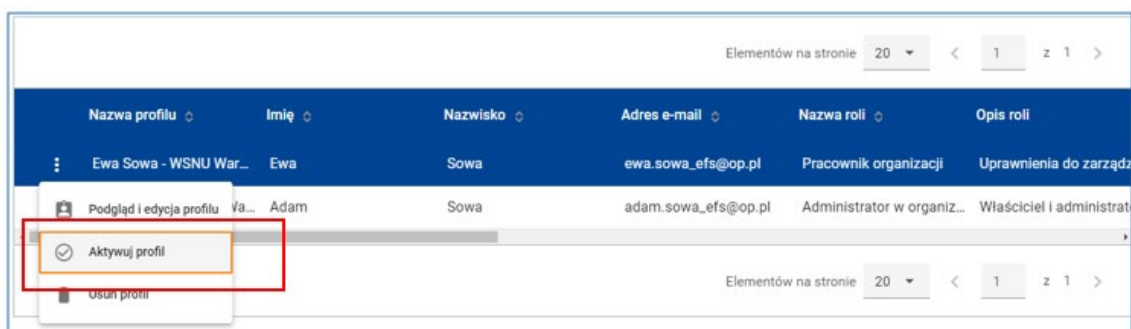 Elementów na stronie 20 < 1 z 1 >
Nazwa profilu Imię Nazwisko Adres e-mail Nazwa roli Opis roli
Ewa Sowa - WSNU War... Ewa Sowa ewa.sowa_efs@op.pl Pracownik organizacji Uprawnienia do zarządz
Podgląd i edycja profilu Wa... Adam Sowa adam.sowa_efs@op.pl Administrator w organiz... Właściciel i administrat
Aktywuj profil
Usuń profil
Elementów na stronie 20 < 1 z 1 >